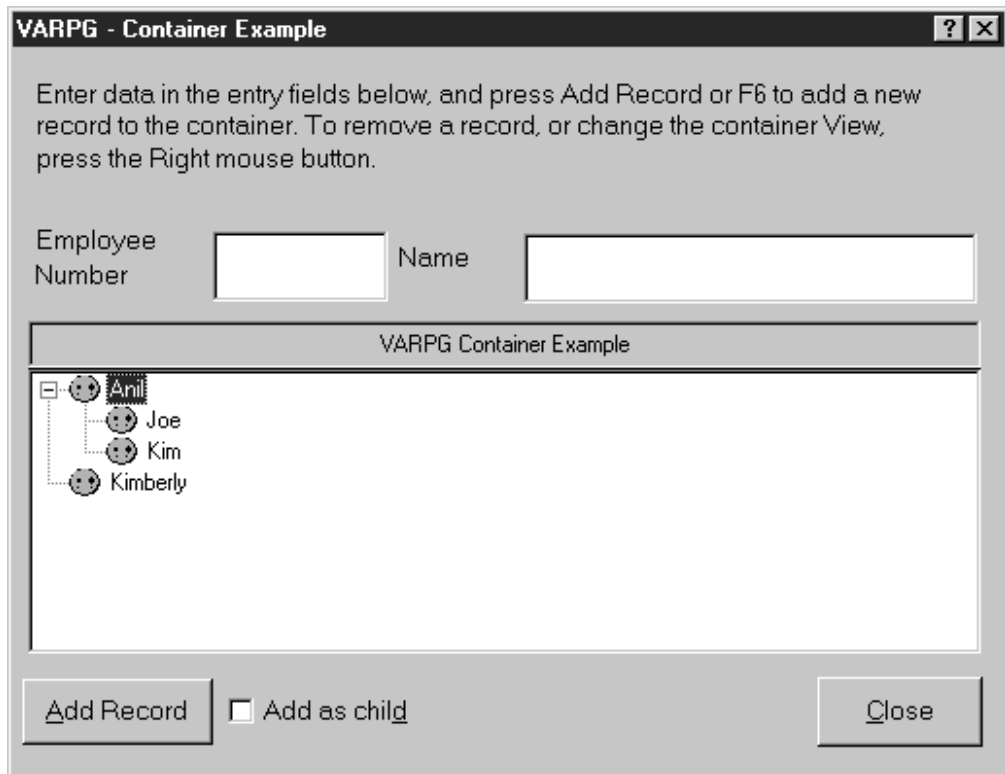 VARPG - Container Example
Enter data in the entry fields below, and press Add Record or F6 to add a new
record to the container. To remove a record, or change the container View,
press the Right mouse button.
Employee
Number
Name
VARPG Container Example
Anil
Joe
Kim
Kimberly
Add Record
Add as child
Close